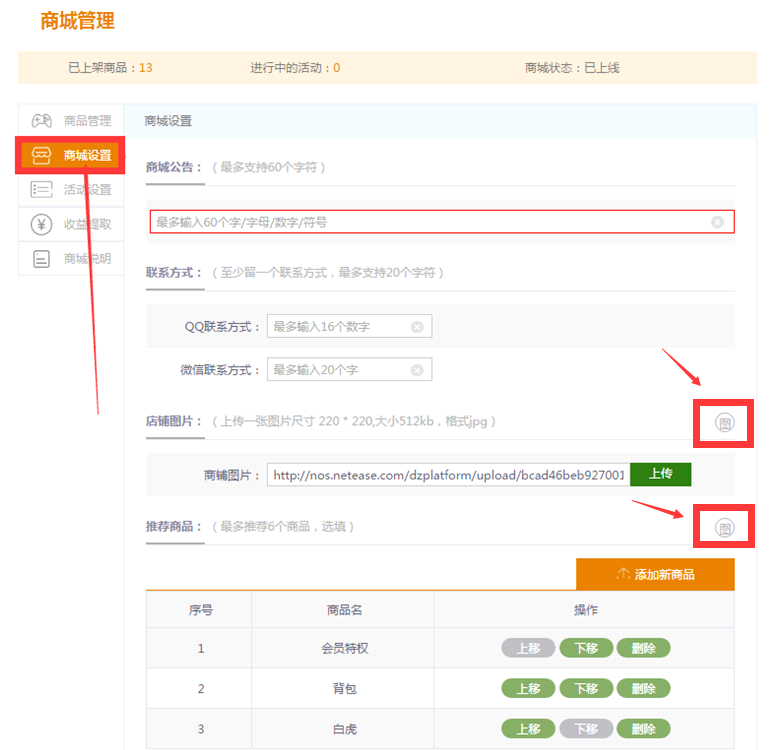 商城管理
已上架商品：13 进行中的活动：0 商城状态：已上线
商品管理
商城设置
活动设置
收益提取
商城说明
商城设置
商城公告：（ 最多支持60个字符 ）
最多输入60个字/字母/数字/符号
联系方式：（ 至少留一个联系方式，最多支持20个字符 ）
QQ联系方式： 最多输入16个数字
微信联系方式： 最多输入20个字
店铺图片：（ 上传一张图片尺寸 220 * 220,大小512kb，格式jpg ）
图
商铺图片： http://nos.netease.com/dzplatform/upload/bcad46beb927001 上传
推荐商品：（ 最多推荐6个商品，选填 ）
图
添加新商品
序号 商品名 操作
1 会员特权 上移 下移 删除
2 背包 上移 下移 删除
3 白虎 上移 下移 删除